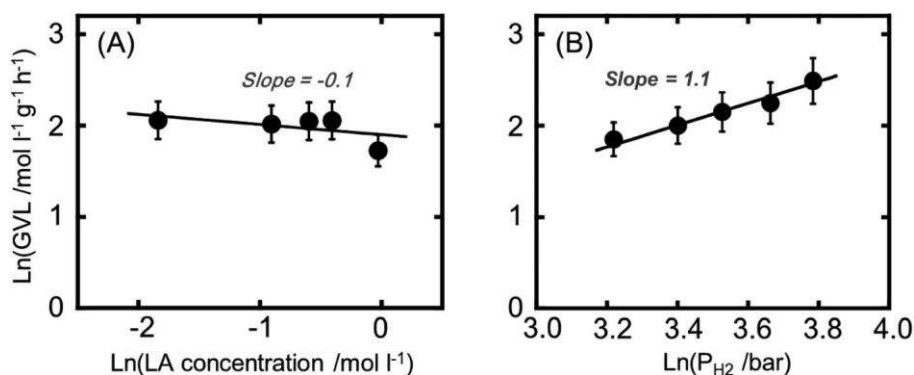 (A)
Slope = -0.1
Ln(GVL /mol l⁻¹ g⁻¹ h⁻¹)
3
2
1
0
-2
-1
0
Ln(LA concentration /mol l⁻¹)
(B)
Slope = 1.1
3
2
1
0
3.0
3.2
3.4
3.6
3.8
4.0
Ln(P_H2 /bar)